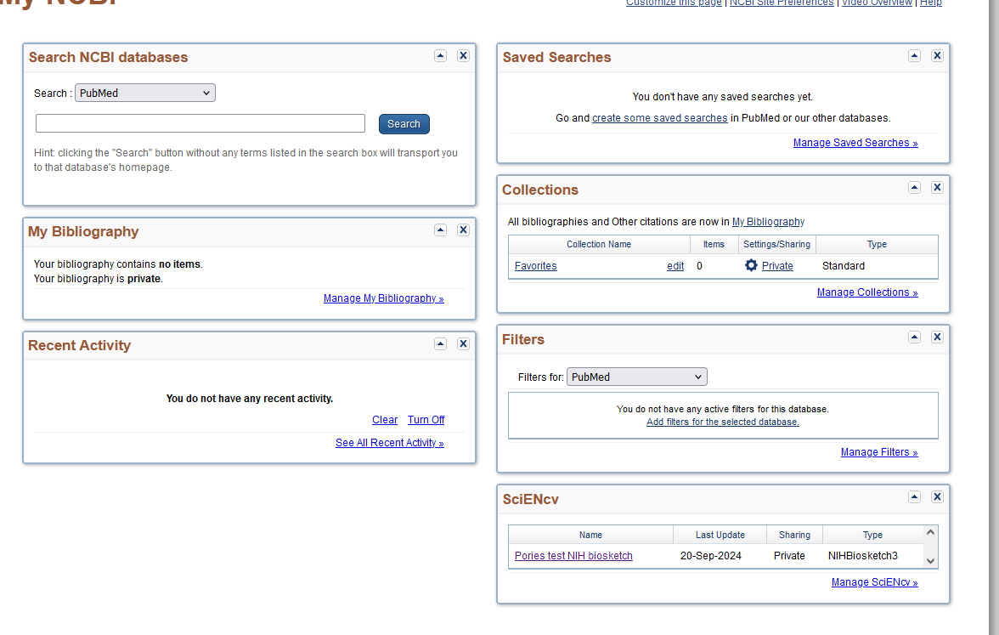 My NCBI
Customize this page | NCBI Site Preferences | Video Overview | Help
Search NCBI databases
Search : PubMed
Search
Hint: clicking the "Search" button without any terms listed in the search box will transport you
to that database's homepage.
My Bibliography
Your bibliography contains no items.
Your bibliography is private.
Manage My Bibliography »
Recent Activity
You do not have any recent activity.
Clear Turn Off
See All Recent Activity »
Saved Searches
You don't have any saved searches yet.
Go and create some saved searches in PubMed or our other databases.
Manage Saved Searches »
Collections
All bibliographies and Other citations are now in My Bibliography
Collection Name Items Settings/Sharing Type
Favorites edit 0 Private Standard
Manage Collections »
Filters
Filters for: PubMed
You do not have any active filters for this database.
Add filters for the selected database.
Manage Filters »
SciENcv
Name Last Update Sharing Type
Pories test NIH biosketch 20-Sep-2024 Private NIHBiosketch3
Manage SciENcv »